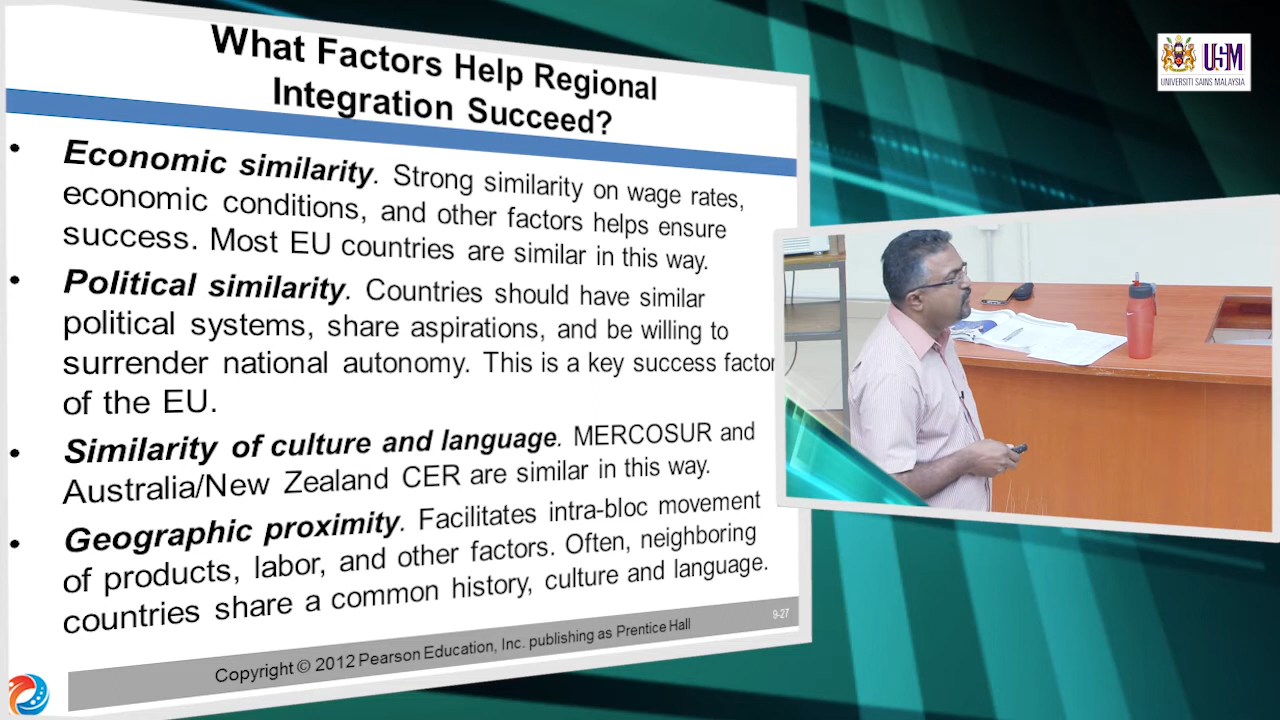 What Factors Help Regional
Integration Succeed?
• Economic similarity. Strong similarity on wage rates,
economic conditions, and other factors helps ensure
success. Most EU countries are similar in this way.
• Political similarity. Countries should have similar
political systems, share aspirations, and be willing to
surrender national autonomy. This is a key success factor
of the EU.
• Similarity of culture and language. MERCOSUR and
Australia/New Zealand CER are similar in this way.
• Geographic proximity. Facilitates intra-bloc movement
of products, labor, and other factors. Often, neighboring
countries share a common history, culture and language.
9-27
Copyright © 2012 Pearson Education, Inc. publishing as Prentice Hall
USM
UNIVERSITI SAINS MALAYSIA